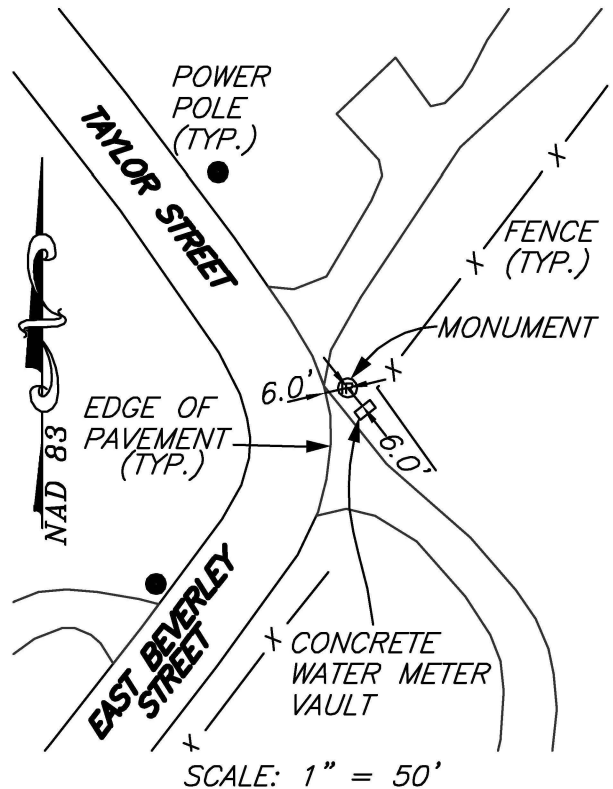 POWER
POLE
(TYP.)
TAYLOR STREET
FENCE
(TYP.)
MONUMENT
6.0'
EDGE OF
PAVEMENT
(TYP.)
6.0'
NAD 83
EAST BEVERLEY
STREET
CONCRETE
WATER METER
VAULT
X
X
X
X
X
SCALE: 1" = 50'